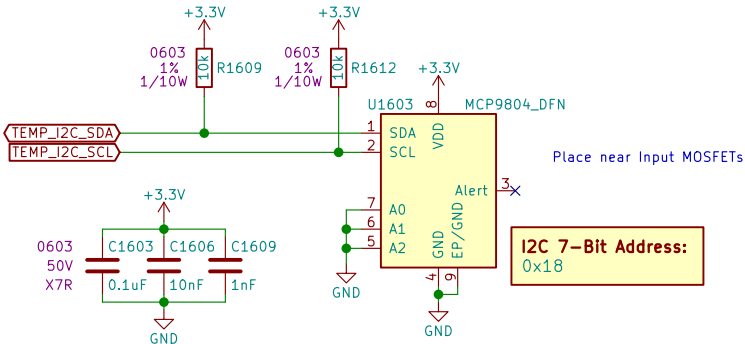 +3.3V
+3.3V
0603
1%
1/10W
10k
R1609
0603
1%
1/10W
10k
R1612
+3.3V
U1603
8
MCP9804_DFN
TEMP_I2C_SDA
1
SDA
VDD
TEMP_I2C_SCL
2
SCL
Place near Input MOSFETs
Alert
3
7
A0
6
A1
5
A2
GND
EP/GND
4
9
GND
GND
I2C 7-Bit Address:
0x18
+3.3V
0603
50V
X7R
C1603
0.1uF
C1606
10nF
C1609
1nF
GND